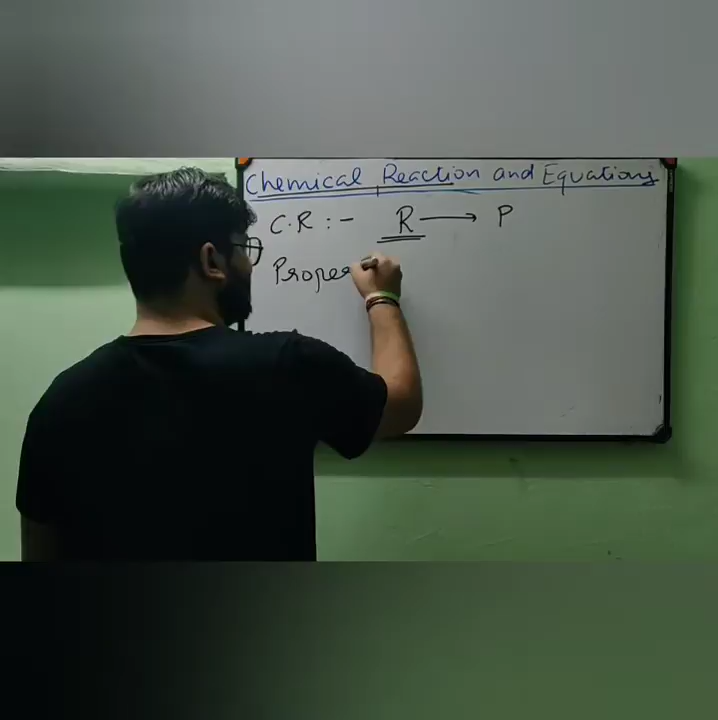 Chemical Reaction and Equations
C.R :- R → P
Proper